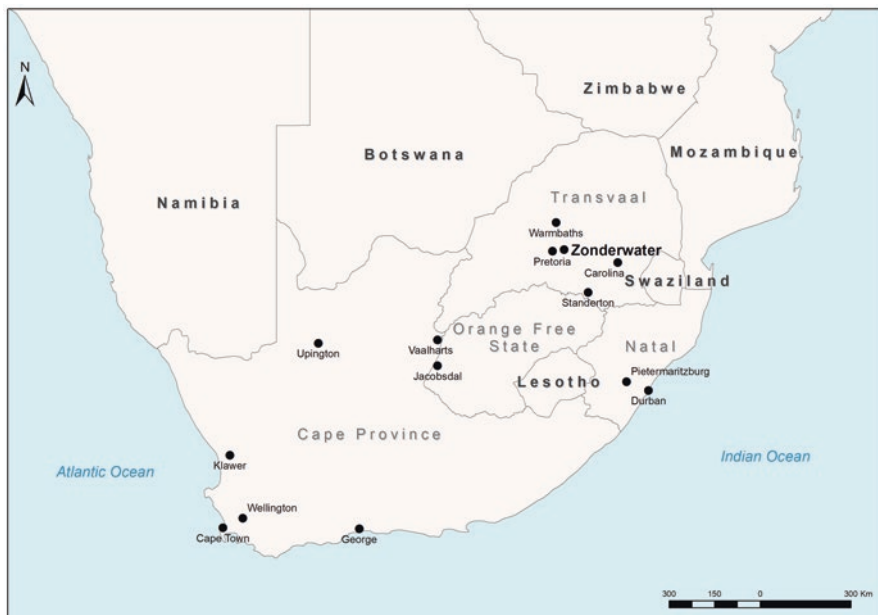 N
Zimbabwe
Mozambique
Botswana
Namibia
Transvaal
Warmbaths
Zonderwater
Pretoria
Carolina
Swaziland
Standerton
Orange Free
State
Vaalharts
Upington
Natal
Jacobsdal
Lesotho
Pietermaritzburg
Durban
Cape Province
Klawer
Atlantic Ocean
Indian Ocean
Wellington
Cape Town
George
300 150 0 300 Km